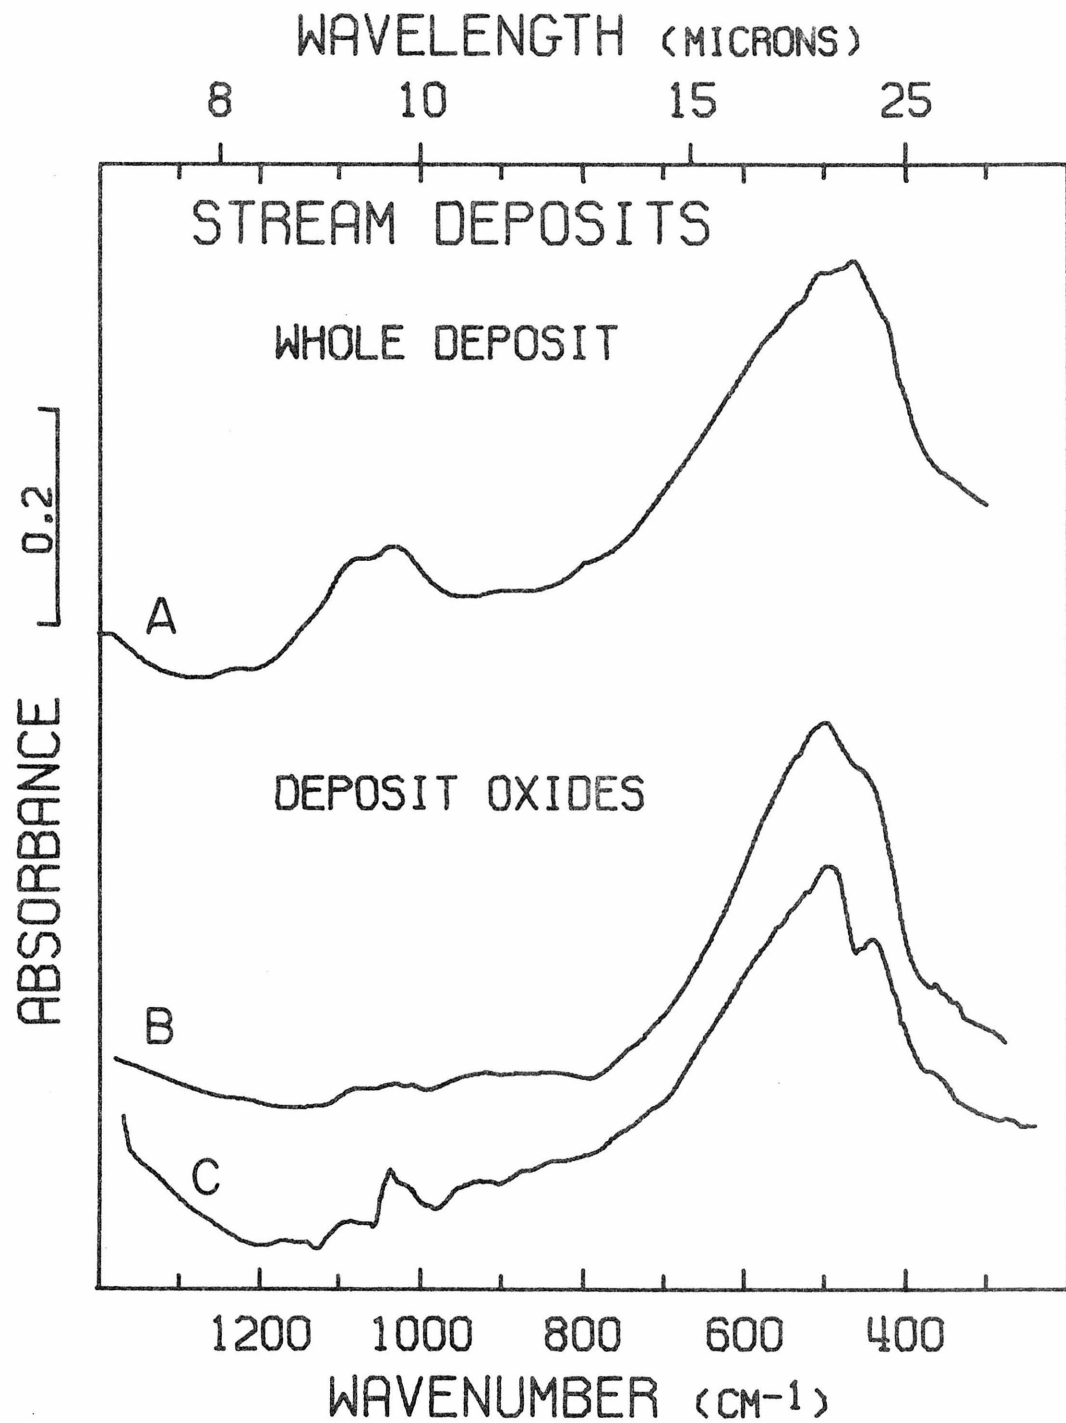 WAVELENGTH (MICRONS)
8 10 15 25
STREAM DEPOSITS
WHOLE DEPOSIT
0.2
A
ABSORBANCE
DEPOSIT OXIDES
B
C
1200 1000 800 600 400
WAVENUMBER (CM-1)